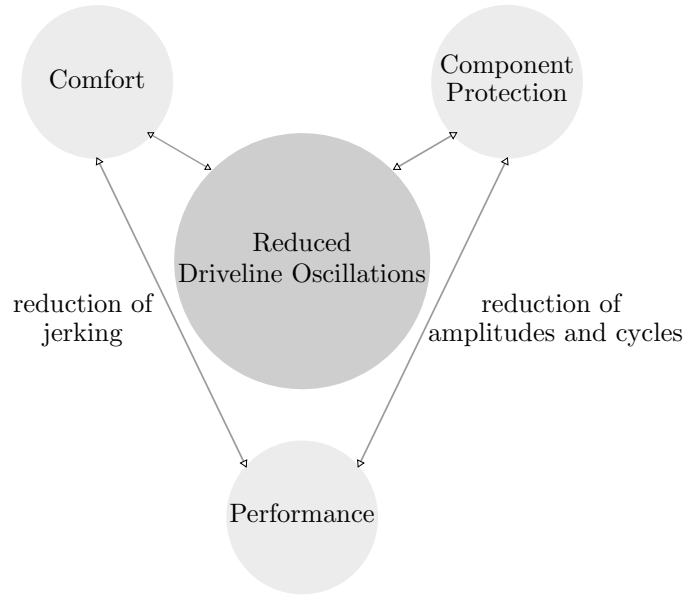 Comfort
Component
Protection
Reduced
Driveline Oscillations
reduction of
jerking
reduction of
amplitudes and cycles
Performance